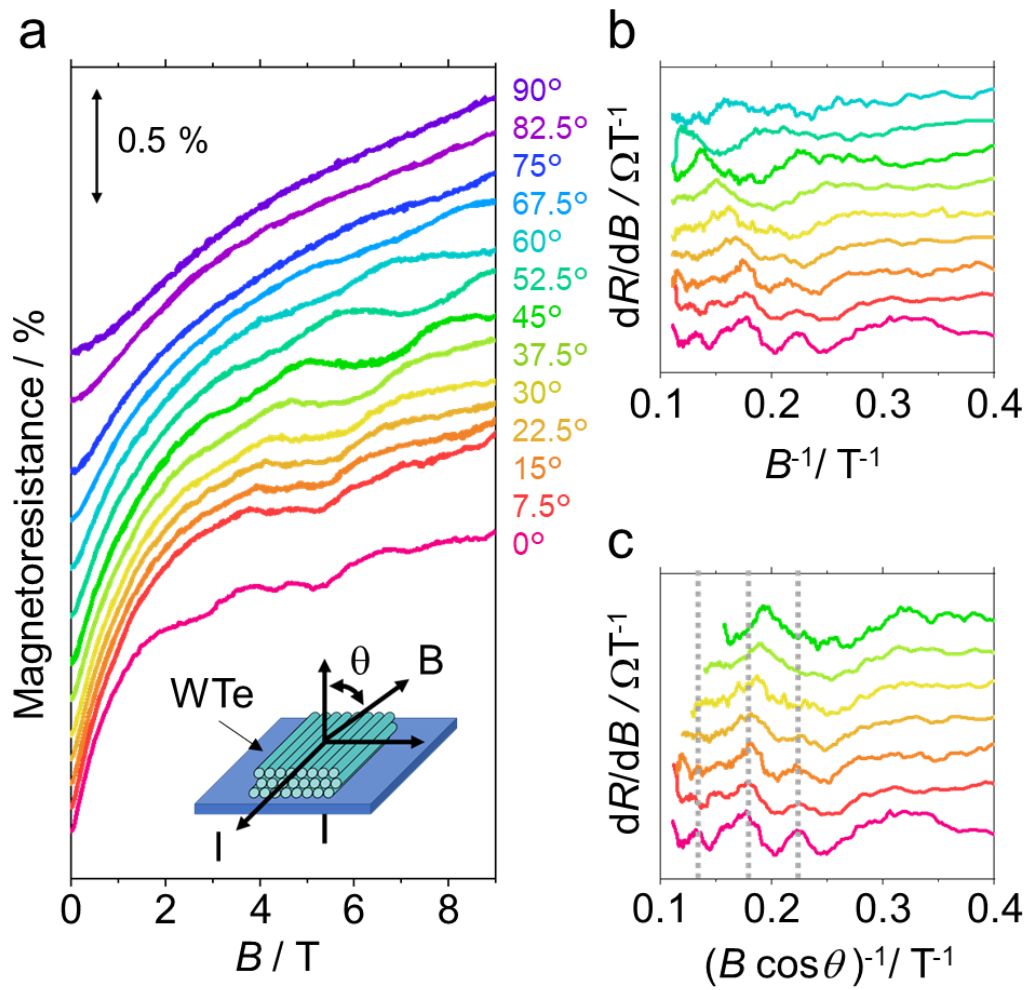 a
0.5 %
90°
82.5°
75°
67.5°
60°
52.5°
45°
37.5°
30°
22.5°
15°
7.5°
0°
Magnetoresistance / %
WTe
θ
B
I
0 2 4 6 8
B / T
b
dR/dB / ΩT⁻¹
0.1 0.2 0.3 0.4
B⁻¹/ T⁻¹
c
dR/dB / ΩT⁻¹
0.1 0.2 0.3 0.4
(B cosθ)⁻¹/ T⁻¹